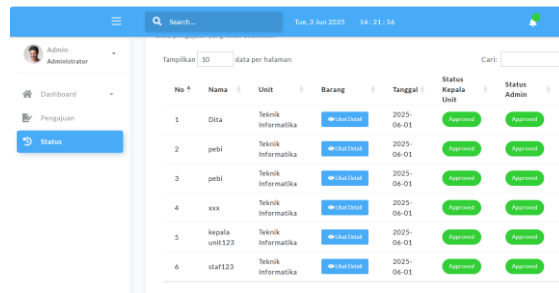 Search...
Tue, 3 Jun 2025 14 : 21 : 56
Admin
Administrator
Dashboard
Pengajuan
Status
Tampilkan 10 data per halaman
Cari:
No Nama Unit Barang Tanggal Status Kepala Unit Status Admin
1 Dita Teknik Informatika Lihat Detail 2025-06-01 Approved Approved
2 pebi Teknik Informatika Lihat Detail 2025-06-01 Approved Approved
3 pebi Teknik Informatika Lihat Detail 2025-06-01 Approved Approved
4 xxx Teknik Informatika Lihat Detail 2025-06-01 Approved Approved
5 kepala unit123 Teknik Informatika Lihat Detail 2025-06-01 Approved Approved
6 staf123 Teknik Informatika Lihat Detail 2025-06-01 Approved Approved